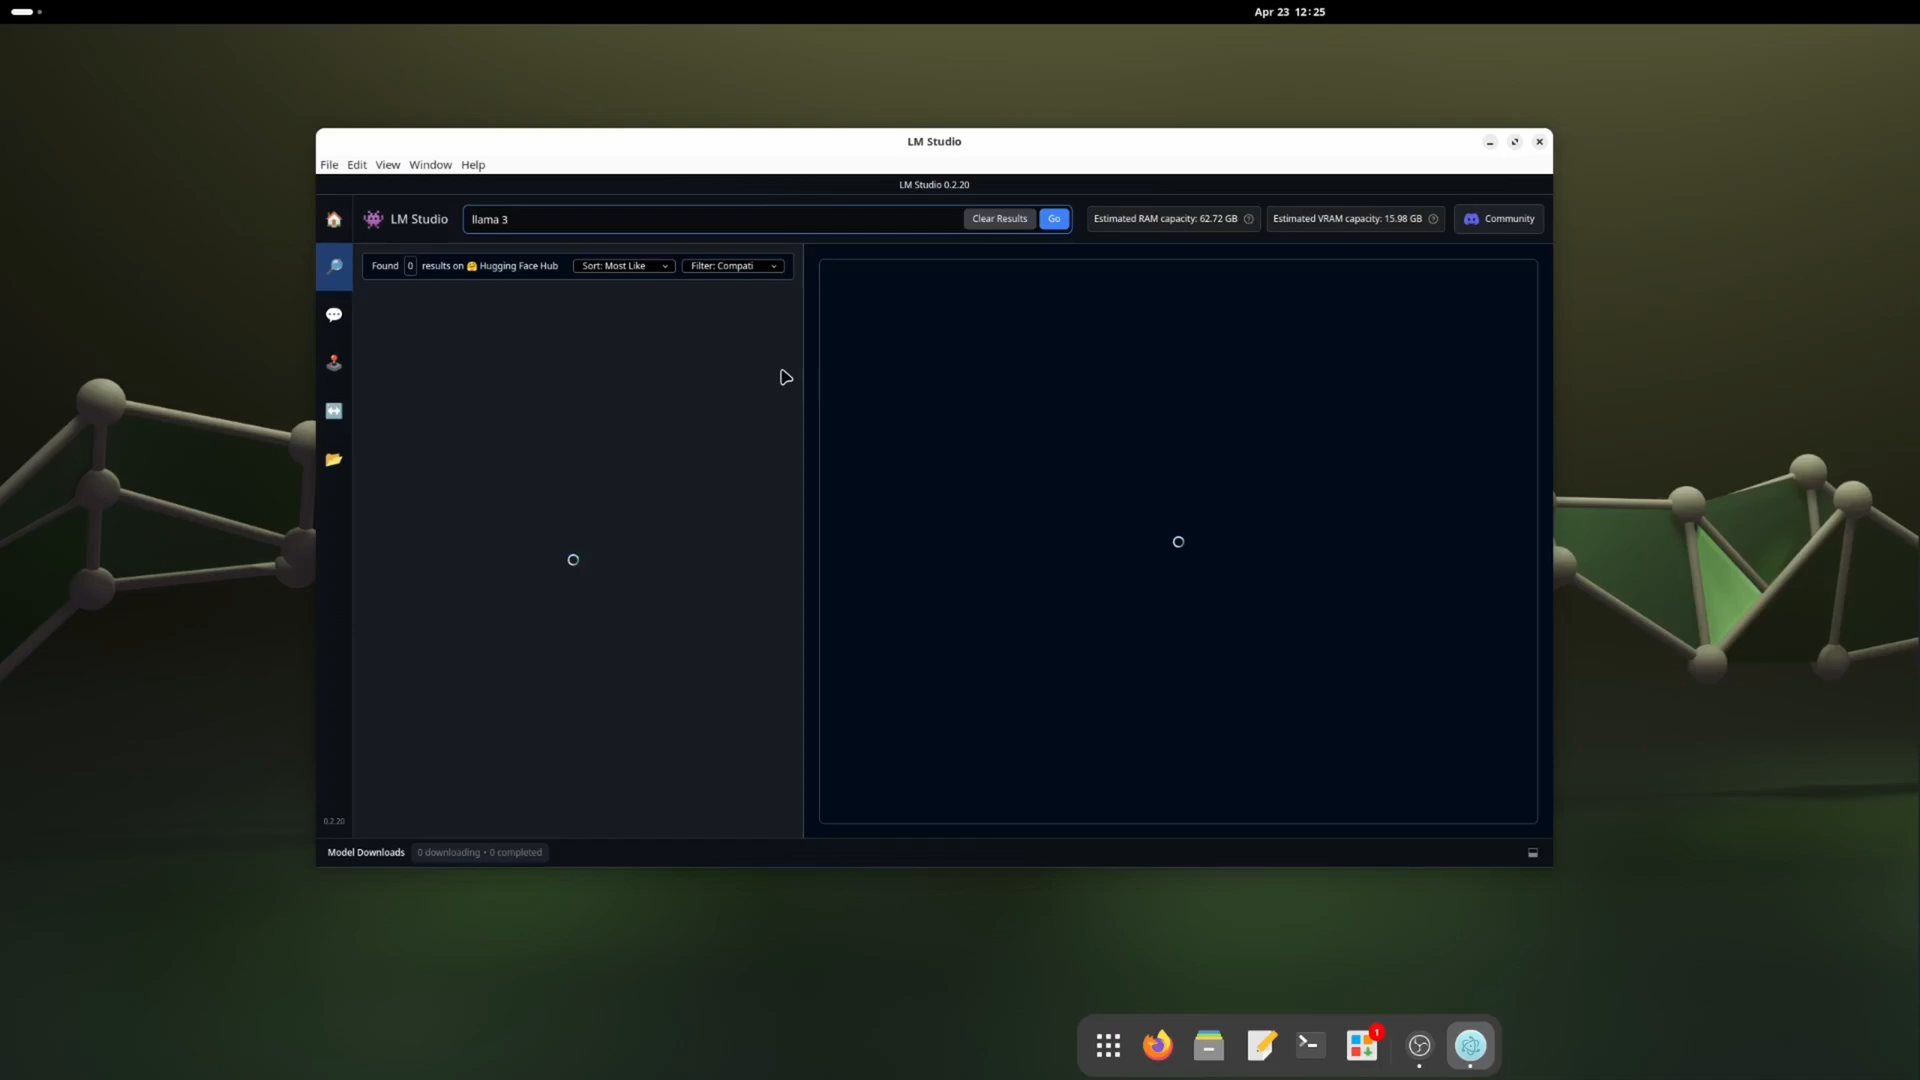 Apr 23 12:25
LM Studio
File Edit View Window Help
LM Studio 0.2.20
LM Studio
llama 3
Clear Results
Go
Estimated RAM capacity: 62.72 GB
Estimated VRAM capacity: 15.98 GB
Community
Found 0 results on 🤗 Hugging Face Hub
Sort: Most Like
Filter: Compati
0.2.20
Model Downloads
0 downloading • 0 completed
1